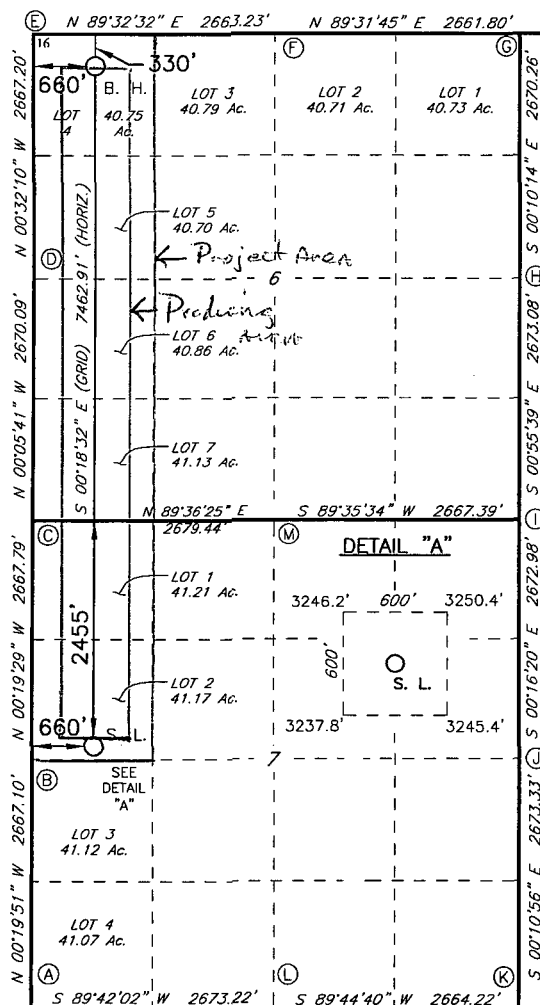 Ⓔ N 89°32'32" E 2663.23' N 89°31'45" E 2661.80'
16 Ⓕ Ⓖ
330'
660' B. H.
LOT 4 40.75 Ac.
LOT 3
40.79 Ac.
LOT 2
40.71 Ac.
LOT 1
40.73 Ac.
N 00°32'10" W 2667.20'
S 00°10'14" E 2670.26'
LOT 5
40.70 Ac.
← Project Area
Ⓓ 6 Ⓗ
← Producing
Area
LOT 6
40.86 Ac.
S 00°18'32" E (GRID) 7462.91' (HORIZ.)
N 00°05'41" W 2670.09'
S 00°55'39" E 2673.08'
LOT 7
41.13 Ac.
N 89°36'25" E S 89°35'34" W 2667.39' Ⓘ
Ⓒ 2679.44' Ⓜ
DETAIL "A"
LOT 1
41.21 Ac.
3246.2' 600' 3250.4'
600'
S. L.
3237.8' 3245.4'
2455'
N 00°19'29" W 2667.79'
S 00°16'20" E 2672.98'
LOT 2
41.17 Ac.
660' S. L.
Ⓑ SEE
DETAIL
"A"
7 Ⓙ
LOT 3
41.12 Ac.
N 00°19'51" W 2667.10'
S 00°10'56" E 2673.33'
LOT 4
41.07 Ac.
Ⓐ Ⓛ Ⓚ
S 89°42'02" W 2673.22' S 89°44'40" W 2664.22'